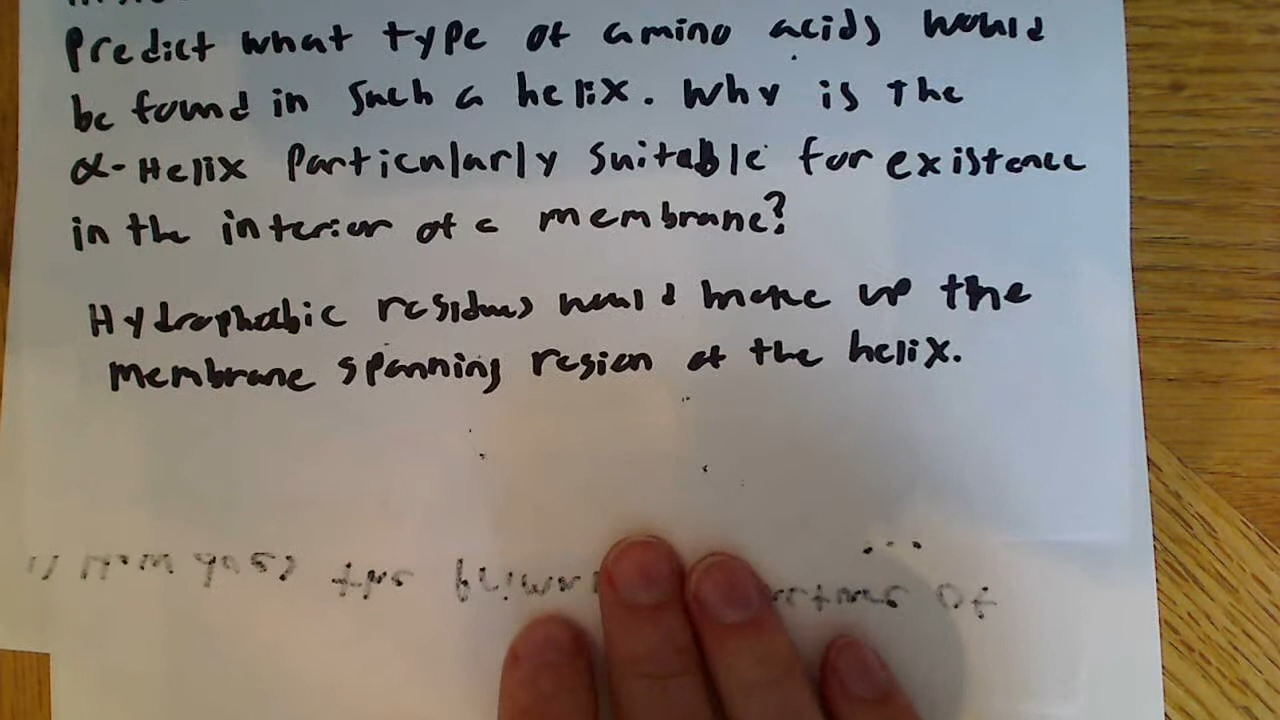 Predict what type of amino acids would
be found in such a helix. Why is the
α-Helix Particularly suitable for existence
in the interior of a membrane?
Hydrophobic residues would make up the
membrane spanning region of the helix.